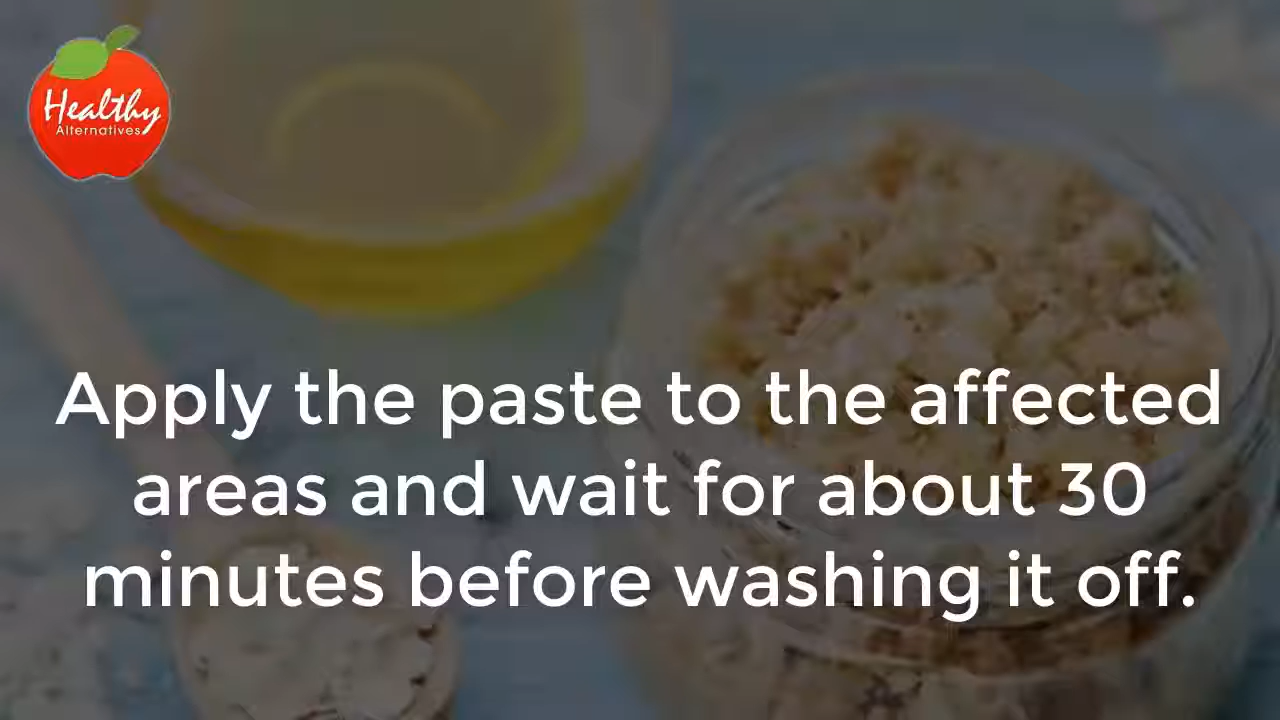 Healthy
Alternatives
Apply the paste to the affected
areas and wait for about 30
minutes before washing it off.